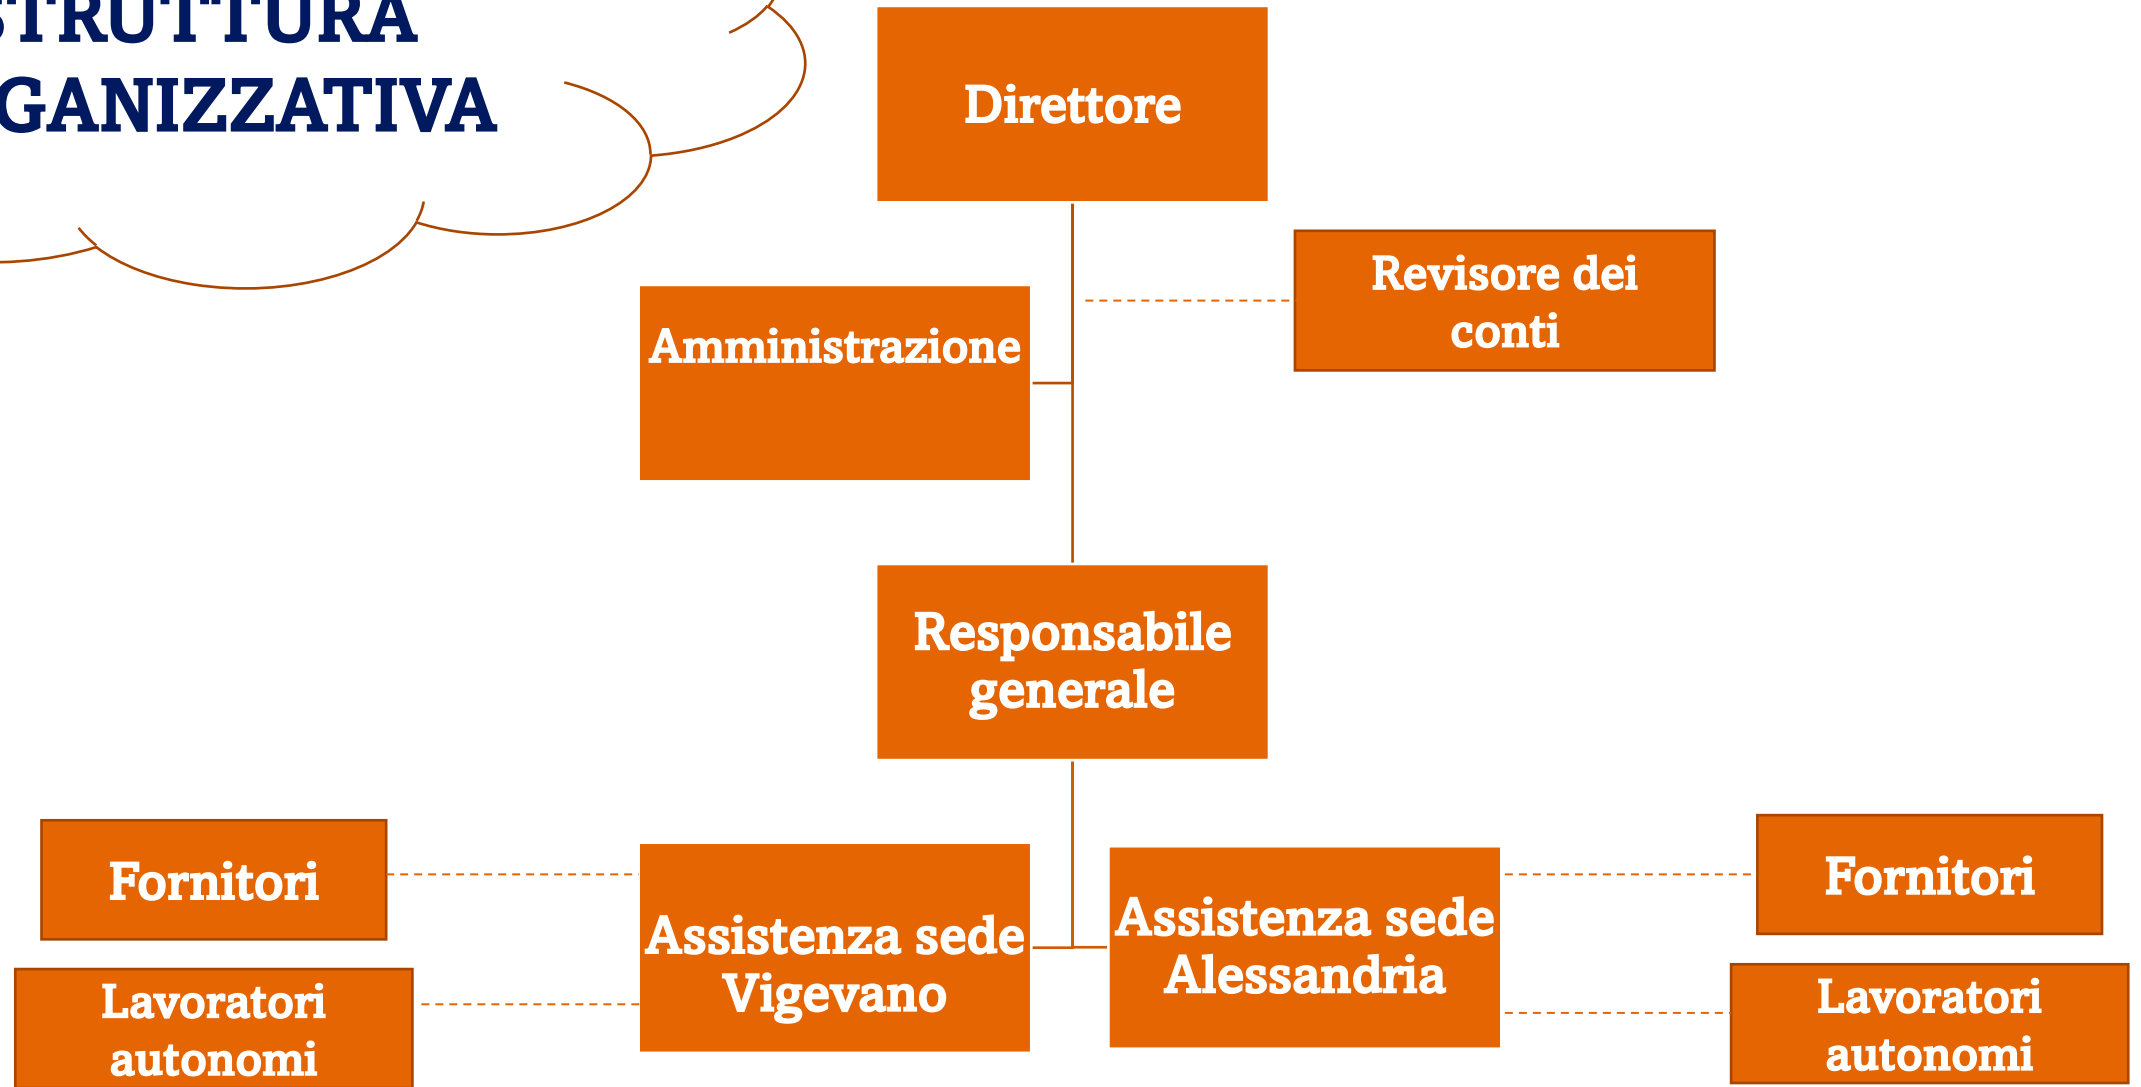 STRUTTURA
GANIZZATIVA
Direttore
Revisore dei
conti
Amministrazione
Responsabile
generale
Fornitori
Assistenza sede
Vigevano
Assistenza sede
Alessandria
Fornitori
Lavoratori
autonomi
Lavoratori
autonomi